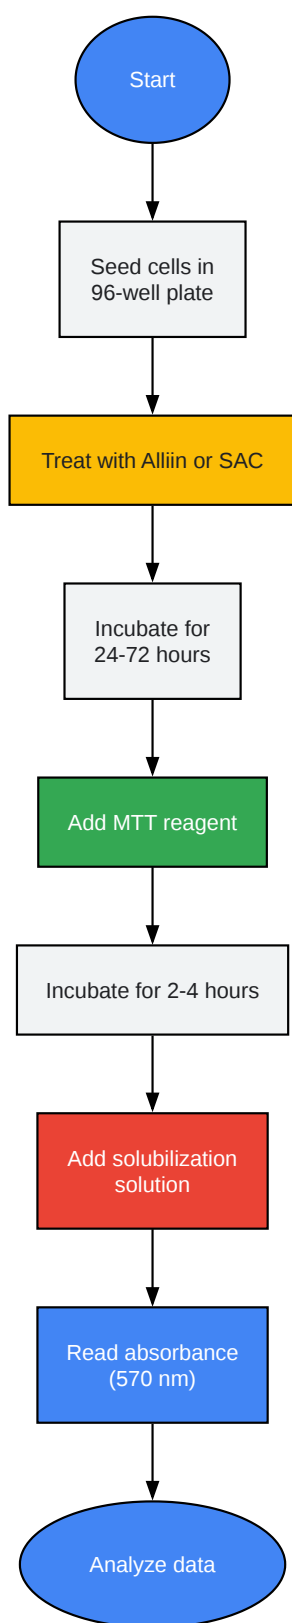 Start
Seed cells in
96-well plate
Treat with Alliin or SAC
Incubate for
24-72 hours
Add MTT reagent
Incubate for 2-4 hours
Add solubilization
solution
Read absorbance
(570 nm)
Analyze data